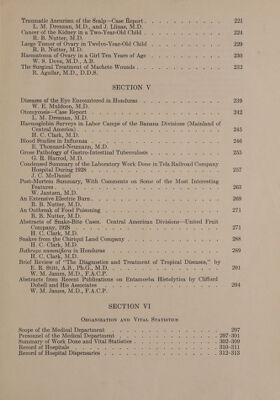 Traumatic Aneurism of the Scalp—Case Report . . . . . . . . 221
L. M. Drennan, M.D., and J. Llinas, M.D.
Cancer of the Kidney in a Two-Year-Old Child . . . . . . . . 224
R. B. Nutter, M.D.
Large Tumor of Ovary in Twelve-Year-Old Child . . . . . . . . 229
R. B. Nutter, M.D.
Haematoma of Ovary in a Girl Ten Years of Age . . . . . . . . 230
W. S. Deva, M.D., A.B.
The Surgical Treatment of Machete Wounds . . . . . . . . 232
R. Aguilar, M.D., D.D.S.
SECTION V
Diseases of the Eye Encountered in Honduras . . . . . . . . 239
W. E. Maddoon, M.D.
Otomycosis—Case Report . . . . . . . . 242
L. M. Drennan, M.D.
Haemoglobin Surveys in Labor Camps of the Banana Divisions (Mainland of
Central America) . . . . . . . . 245
H. C. Clark, M.D.
Blood Studies in Influenza . . . . . . . . 246
E. Thonnard-Neumann, M.D.
Gross Pathology of Gastro-Intestinal Tuberculosis . . . . . . . . 255
G. B. Harrod, M.D.
Condensed Summary of the Laboratory Work Done in Tela Railroad Company
Hospital During 1928 . . . . . . . . 257
J. C. McDaniel
Post-Mortem Summary, With Comments on Some of the Most Interesting
Features . . . . . . . . 263
W. Jantzen, M.D.
An Extensive Electric Burn . . . . . . . . 269
R. B. Nutter, M.D.
An Outbreak of Food Poisoning . . . . . . . . 271
R. B. Nutter, M.D.
Abstracts of Snake-Bite Cases. Central American Divisions—United Fruit
Company, 1928 . . . . . . . . 271
H. C. Clark, M.D.
Snakes from the Chiriqui Land Company . . . . . . . . 288
H. C. Clark, M.D.
Bothrops nummifera in Honduras . . . . . . . . 289
H. C. Clark, M.D.
Brief Review of "The Diagnostics and Treatment of Tropical Diseases," by
E. R. Stitt, A.B., Ph.G., M.D. . . . . . . . . 291
W. M. James, M.D., F.A.C.P.
Abstracts from Recent Publications on Entamoeba Histolytica by Clifford
Dobell and His Associates . . . . . . . . 294
W. M. James, M.D., F.A.C.P.
SECTION VI
Organization and Vital Statistics
Scope of the Medical Department . . . . . . . . 297
Personnel of the Medical Department . . . . . . . . 297-301
Summary of Work Done and Vital Statistics . . . . . . . . 302-309
Record of Hospitals . . . . . . . . 310-311
Record of Hospital Dispensaries . . . . . . . . 312-313